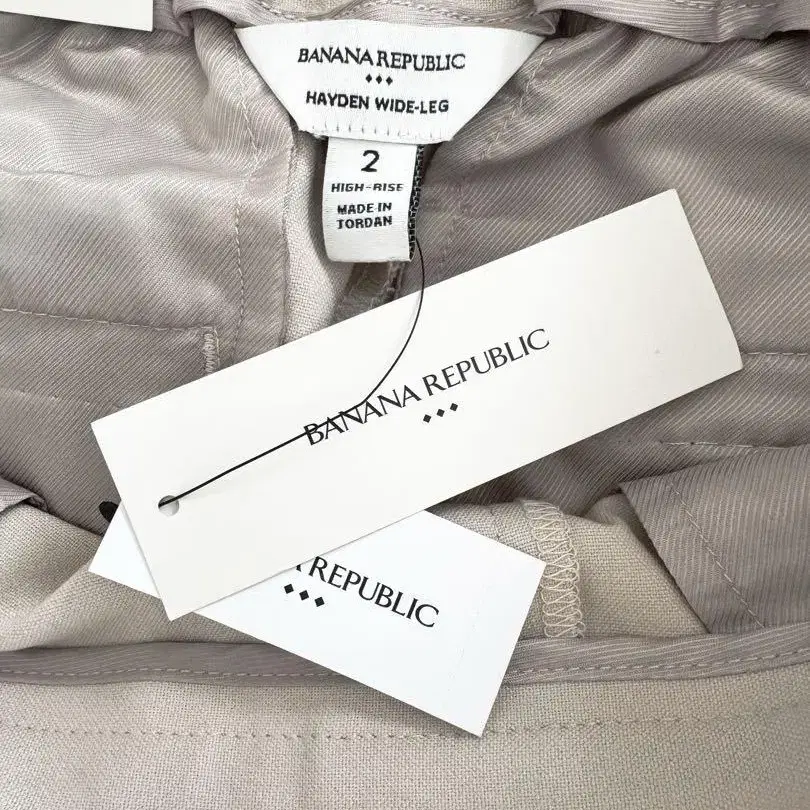 BANANA REPUBLIC
HAYDEN WIDE-LEG
2
HIGH-RISE
MADE IN
JORDAN
BANANA REPUBLIC
REPUBLIC